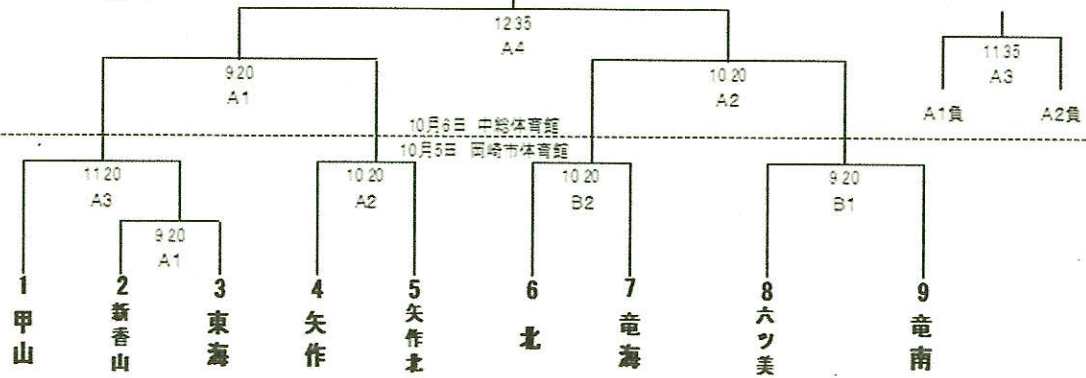 12 35
A4
9 20
A1
10 20
A2
11 35
A3
A1負
A2負
10月6日 中総体育館
10月5日 岡崎市体育館
11 20
A3
10 20
A2
10 20
B2
9 20
B1
9 20
A1
1 甲山
2 新香山
3 東海
4 矢作
5 矢作北
6 北
7 竜海
8 六ツ美
9 竜南